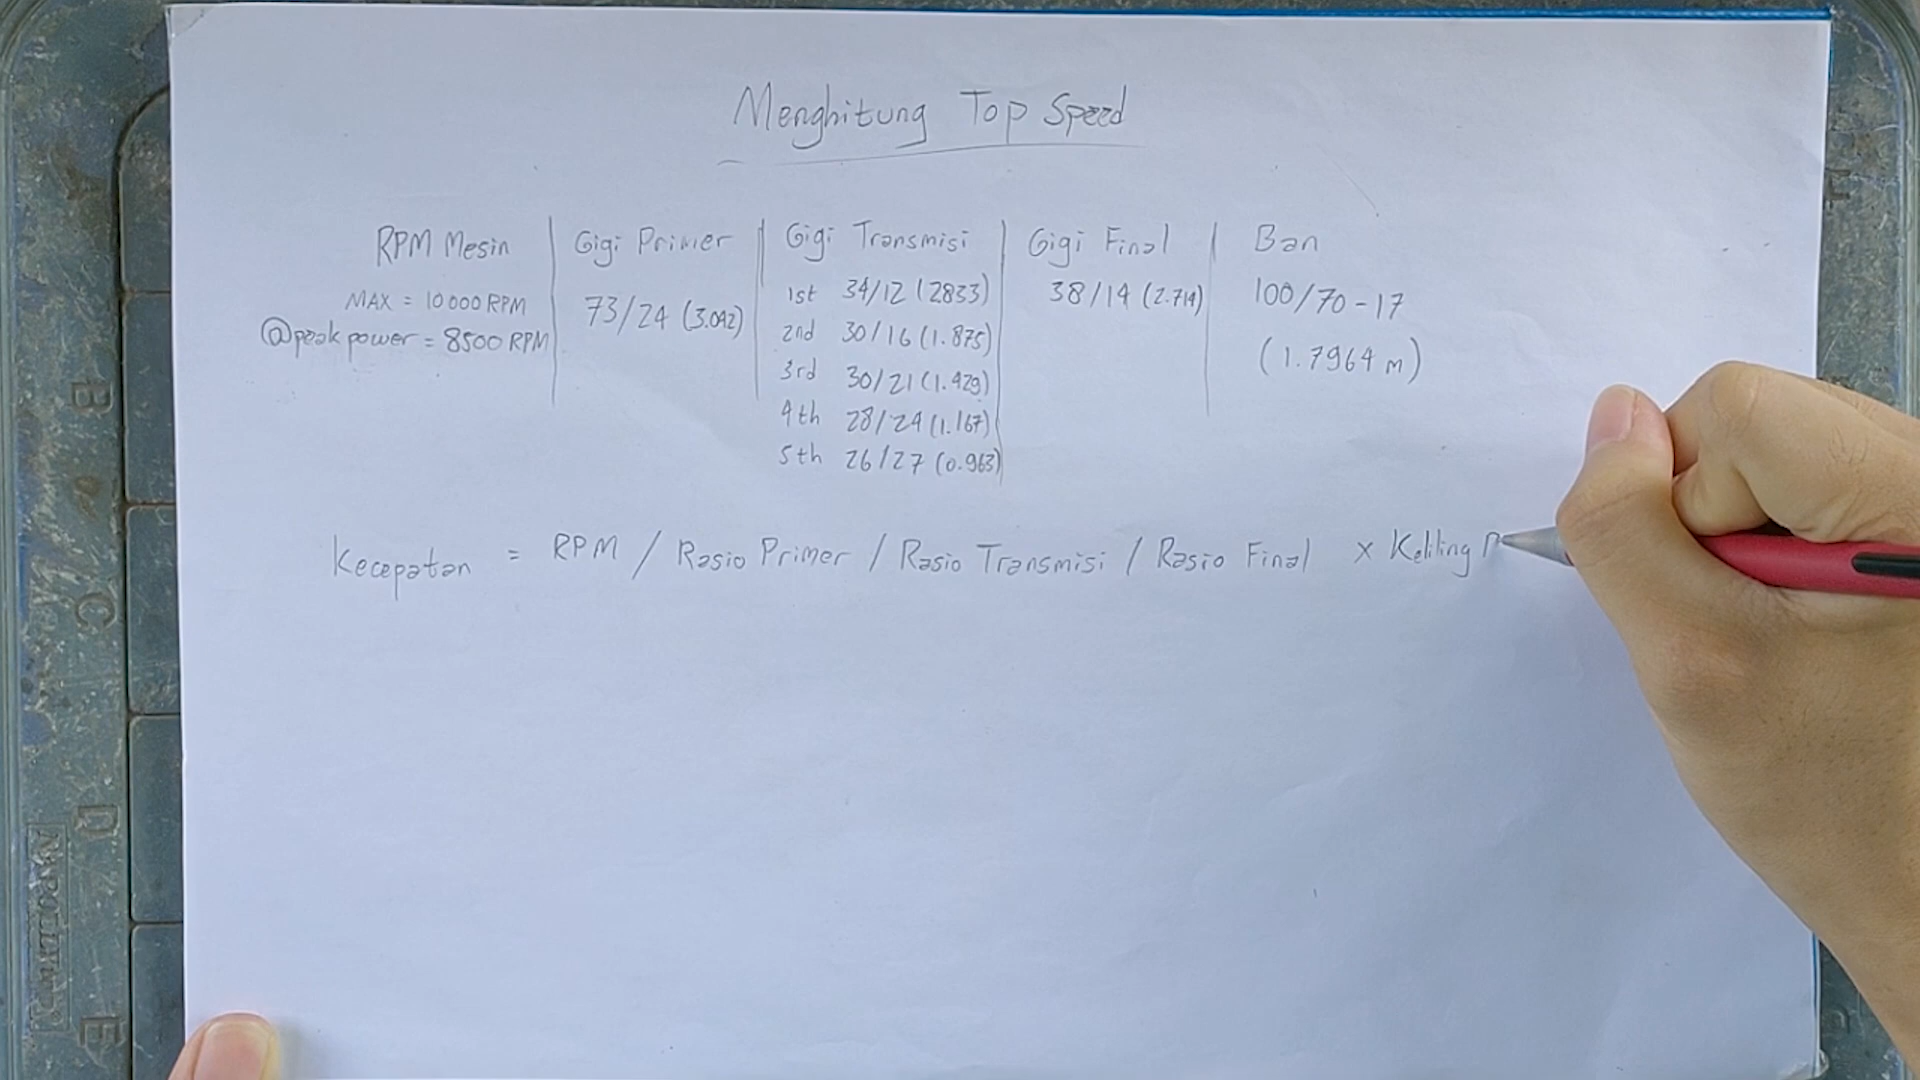 Menghitung Top Speed
RPM Mesin
MAX = 10000 RPM
@peak power = 8500 RPM
Gigi Primer
73/24 (3.042)
Gigi Transmisi
1st 34/12 (2833)
2nd 30/16 (1.875)
3rd 30/21 (1.429)
4th 28/24 (1.167)
5th 26/27 (0.963)
Gigi Final
38/14 (2.714)
Ban
100/70-17
(1.7964 m)
Kecepatan = RPM / Rasio Primer / Rasio Transmisi / Rasio Final x Keliling
B
C
D
E